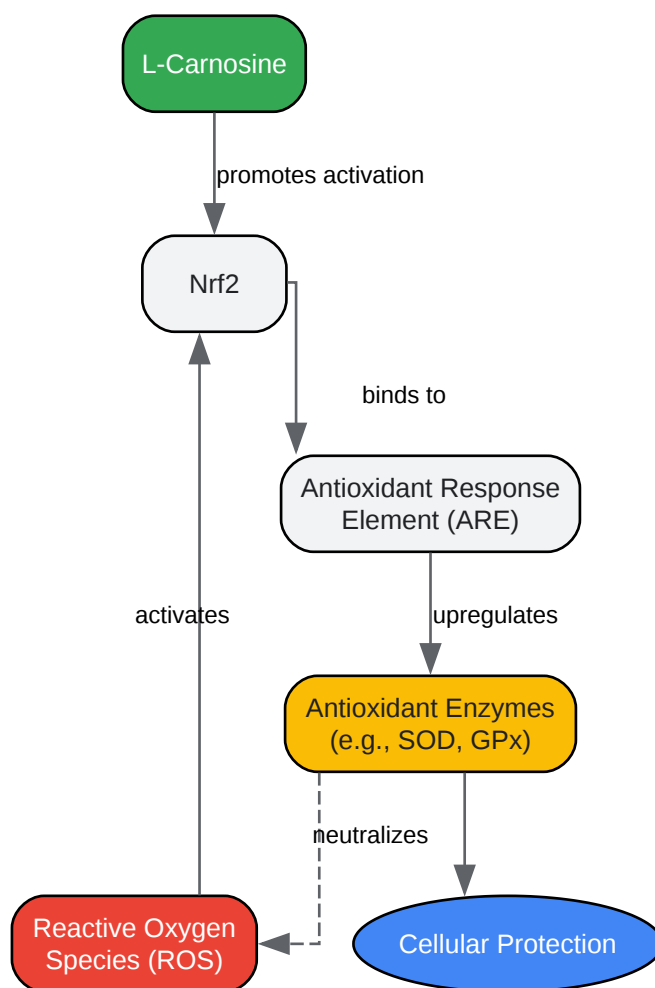 L-Carnosine
promotes activation
Nrf2
binds to
Antioxidant Response
Element (ARE)
activates
upregulates
Antioxidant Enzymes
(e.g., SOD, GPx)
neutralizes
Reactive Oxygen
Species (ROS)
Cellular Protection